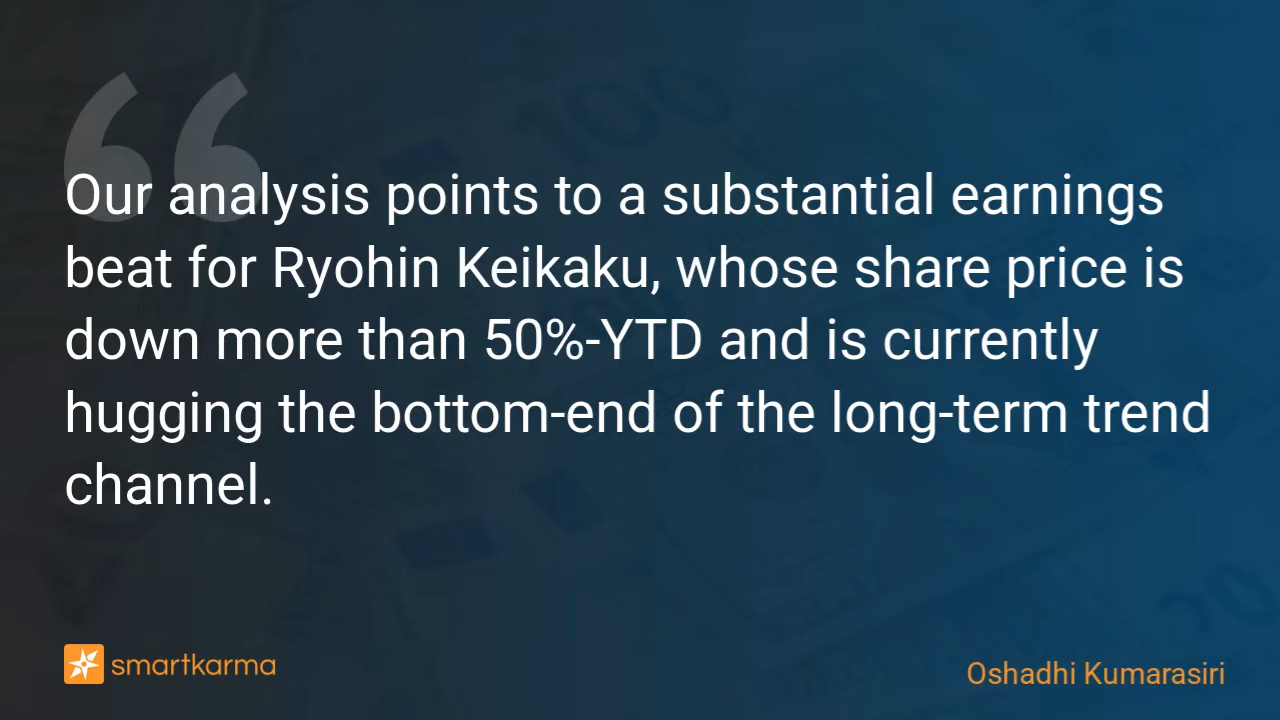 Our analysis points to a substantial earnings
beat for Ryohin Keikaku, whose share price is
down more than 50%-YTD and is currently
hugging the bottom-end of the long-term trend
channel.
smartkarma
Oshadhi Kumarasiri